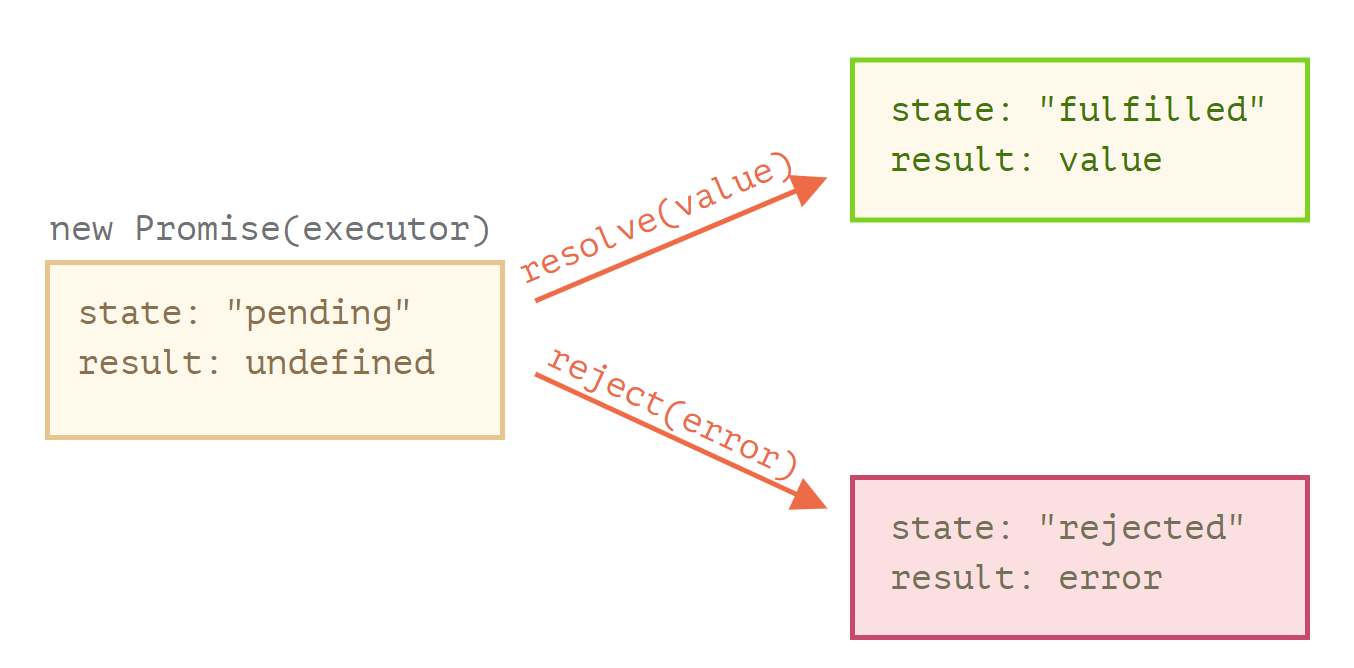 new Promise(executor)
state: "pending"
result: undefined
resolve(value)
reject(error)
state: "fulfilled"
result: value
state: "rejected"
result: error